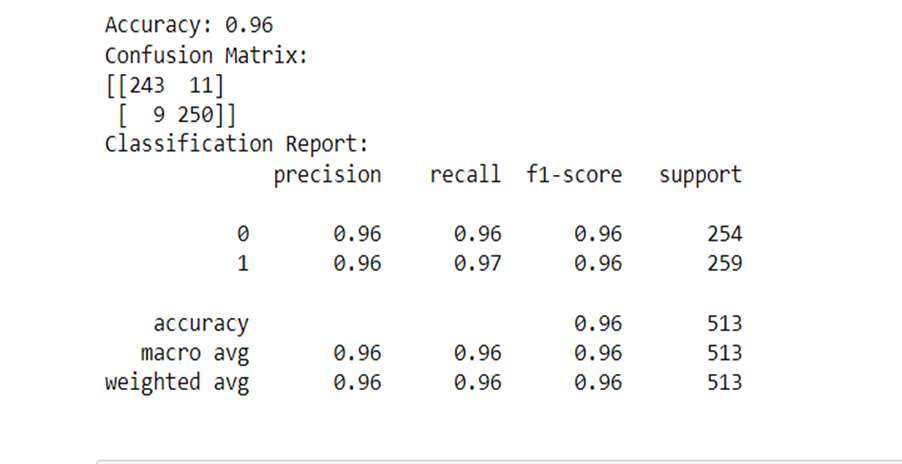 Accuracy: 0.96
Confusion Matrix:
[[243  11]
 [  9 250]]
Classification Report:
              precision    recall  f1-score   support

           0       0.96      0.96      0.96       254
           1       0.96      0.97      0.96       259

    accuracy                           0.96       513
   macro avg       0.96      0.96      0.96       513
weighted avg       0.96      0.96      0.96       513